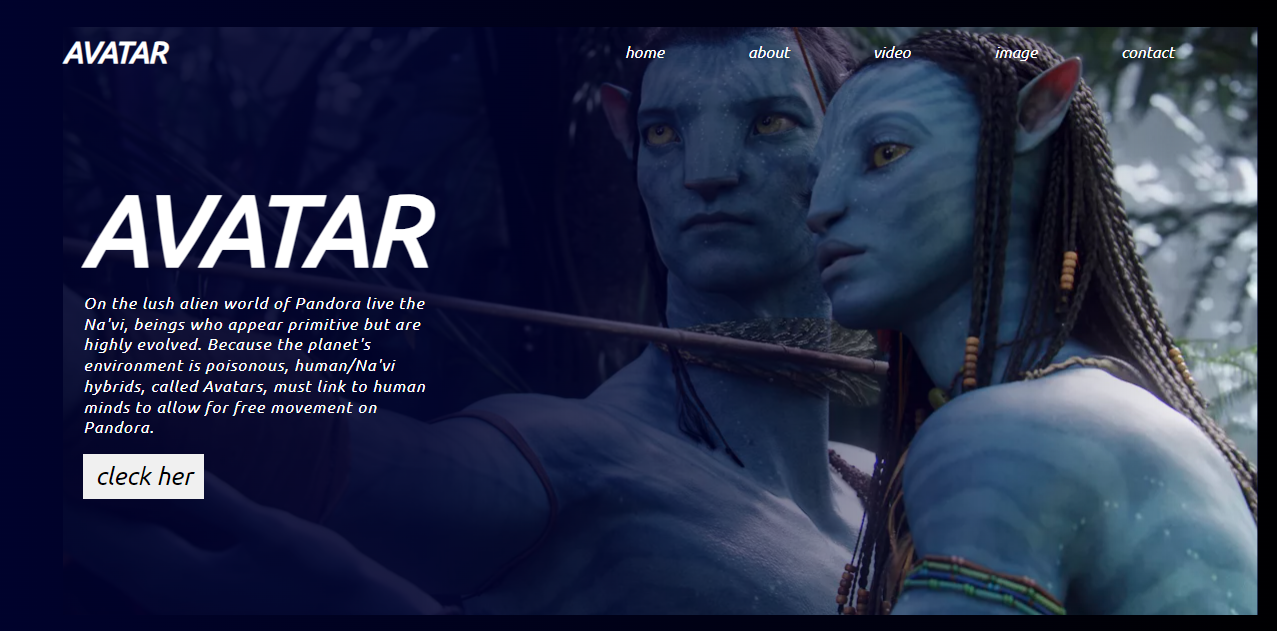 AVATAR
home about video image contact
AVATAR
On the lush alien world of Pandora live the
Na'vi, beings who appear primitive but are
highly evolved. Because the planet's
environment is poisonous, human/Na'vi
hybrids, called Avatars, must link to human
minds to allow for free movement on
Pandora.
cleck her